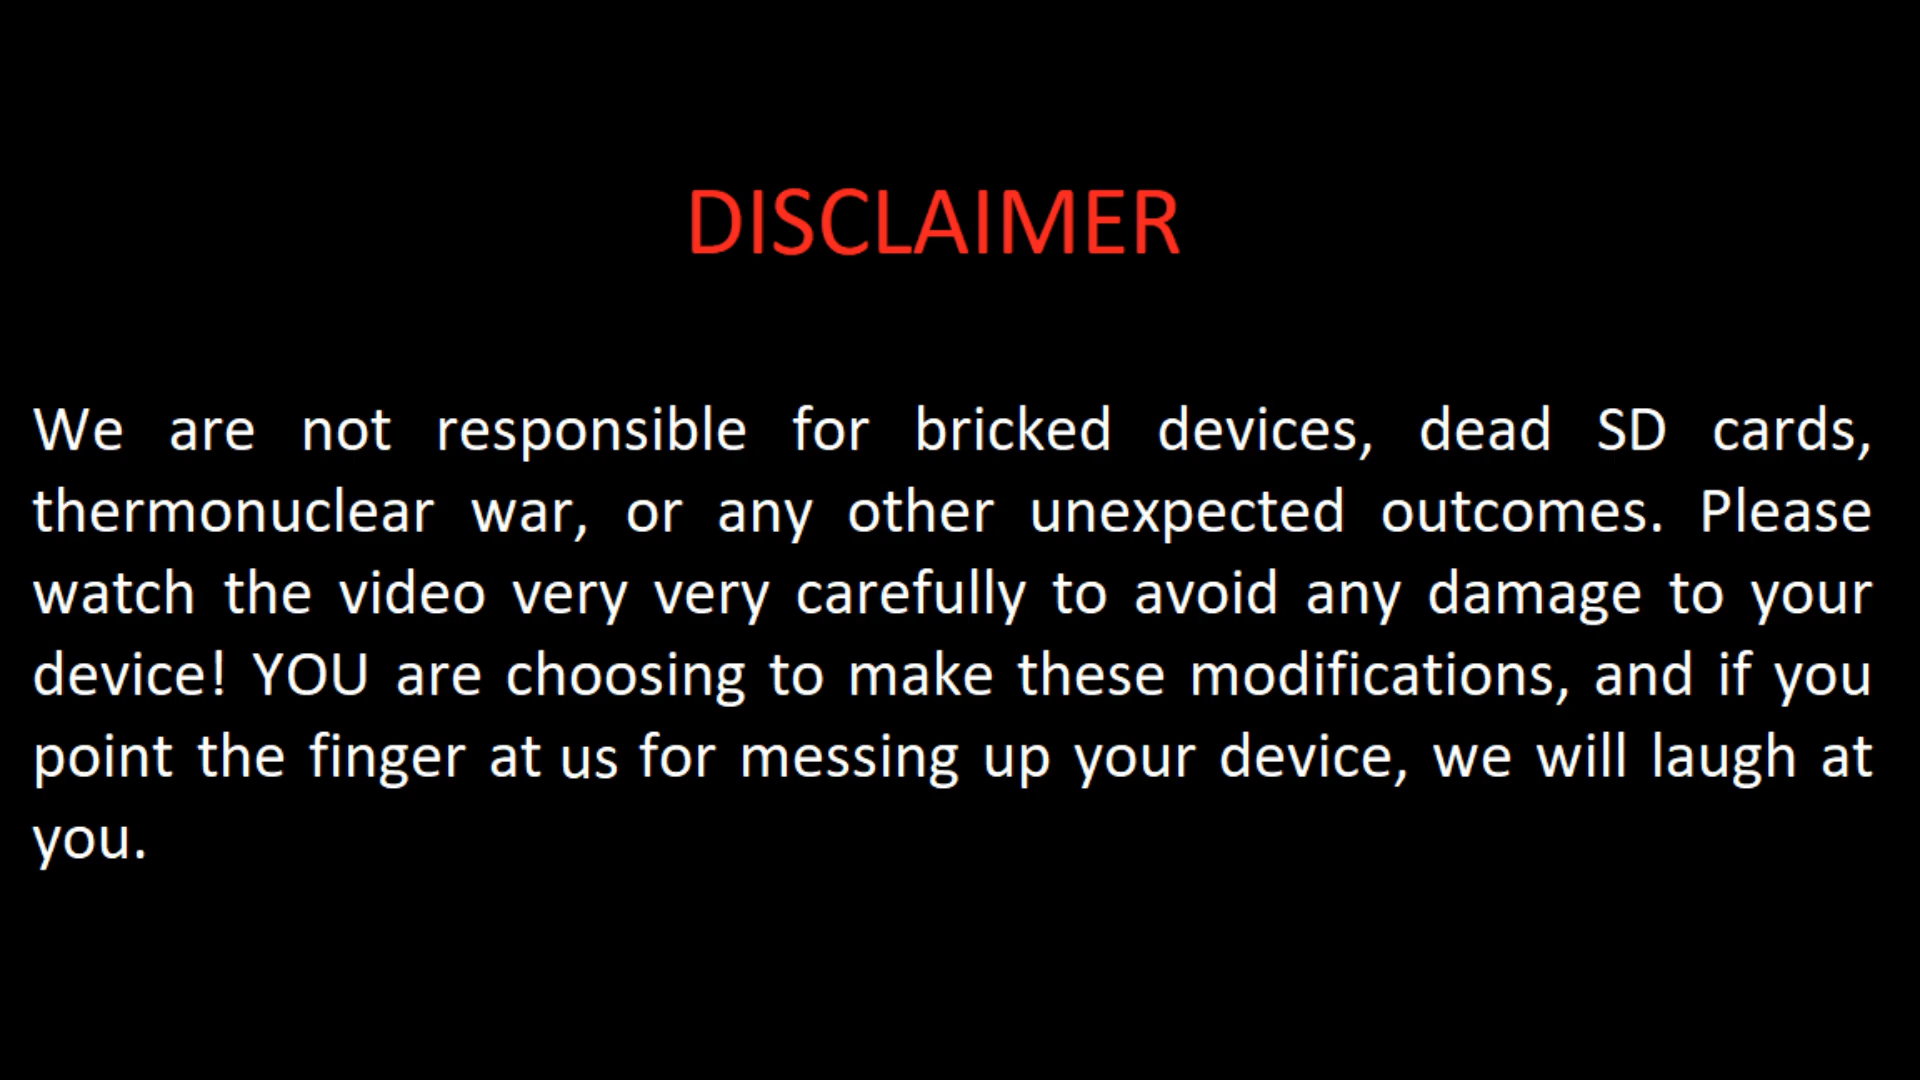 DISCLAIMER
We are not responsible for bricked devices, dead SD cards,
thermonuclear war, or any other unexpected outcomes. Please
watch the video very very carefully to avoid any damage to your
device! YOU are choosing to make these modifications, and if you
point the finger at us for messing up your device, we will laugh at
you.